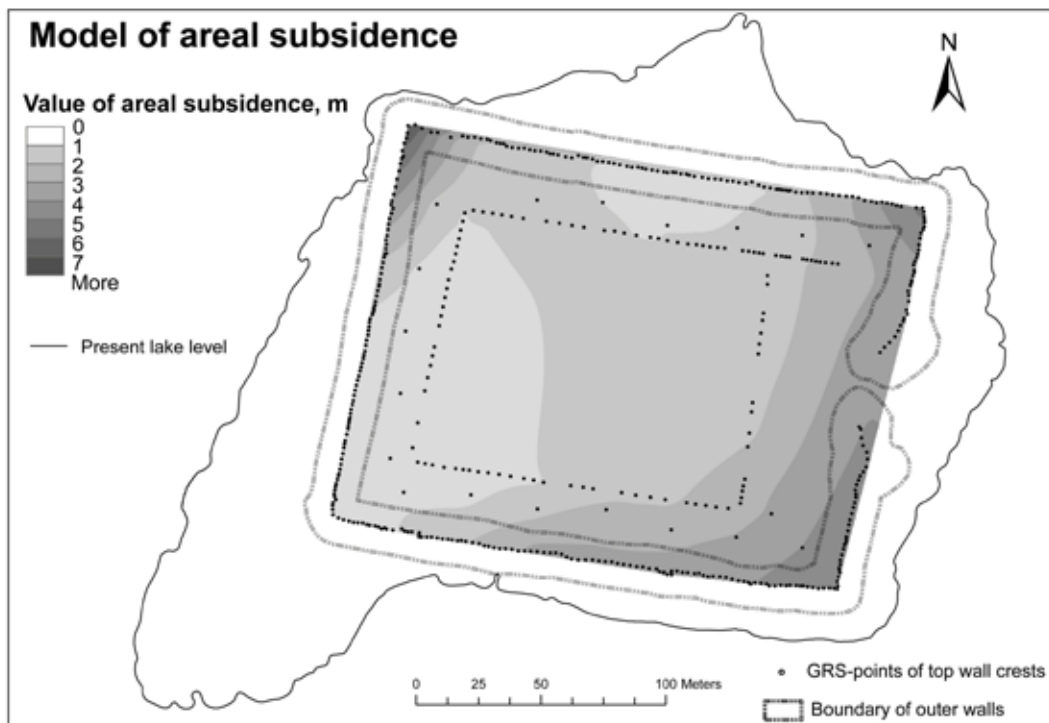 Model of areal subsidence
N
Value of areal subsidence, m
0
1
2
3
4
5
6
7
More
Present lake level
0 25 50 100 Meters
GRS-points of top wall crests
Boundary of outer walls